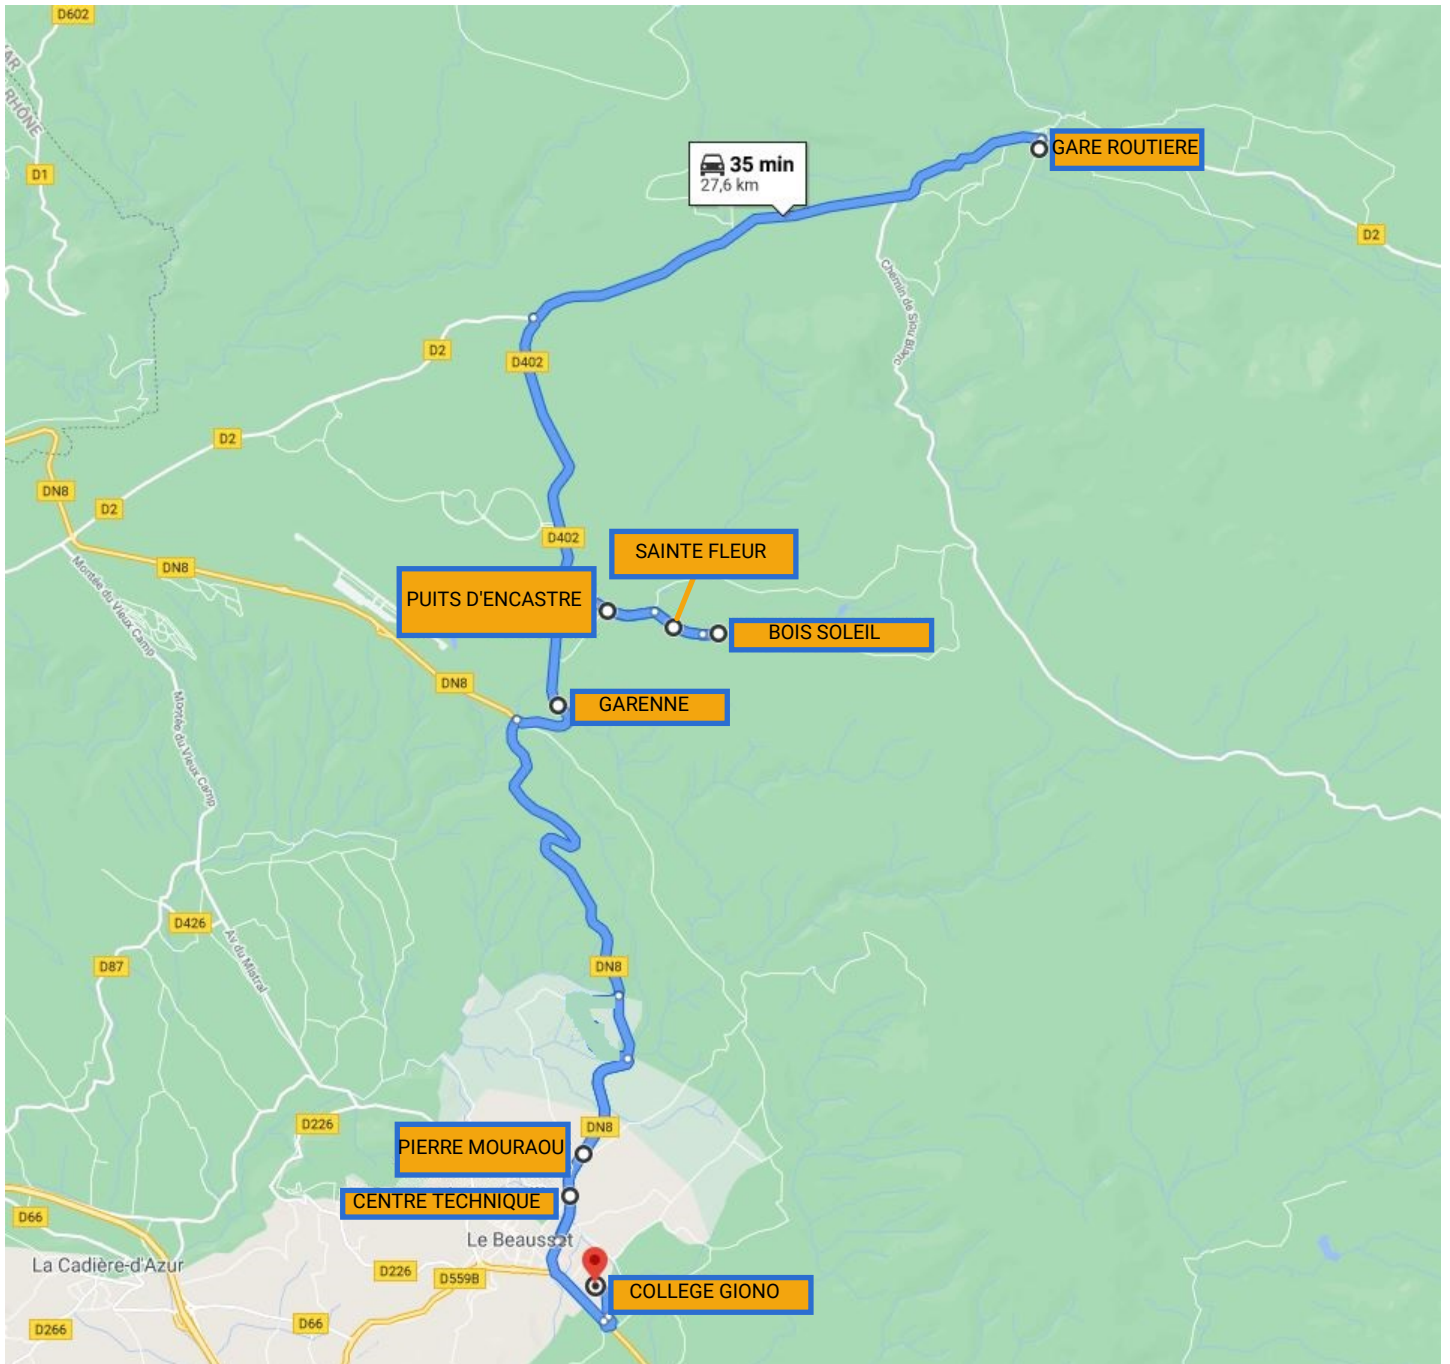 D602
VAR
RHÔNE
D1
GARE ROUTIERE
35 min
27,6 km
D2
Chemin de Siou Blanc
D2
D402
D2
DN8
D2
D402
SAINTE FLEUR
DN8
PUITS D'ENCASTRE
BOIS SOLEIL
Montée du Vieux Camp
DN8
GARENNE
Montée du Vieux Camp
D426
Av du Mistral
D87
DN8
D226
DN8
PIERRE MOURAOU
CENTRE TECHNIQUE
D66
Le Beausset
La Cadière-d'Azur
D226
D559B
COLLEGE GIONO
D266
D66